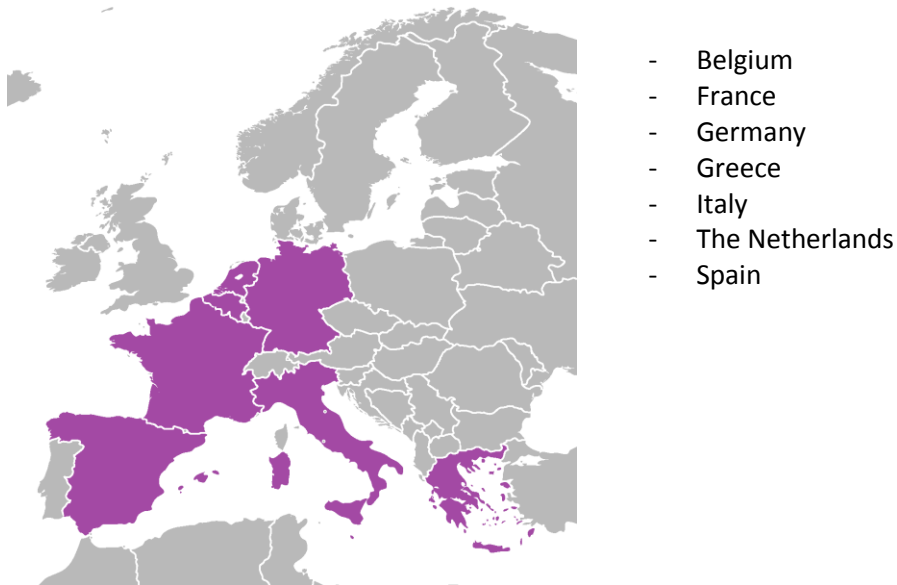 - Belgium
- France
- Germany
- Greece
- Italy
- The Netherlands
- Spain